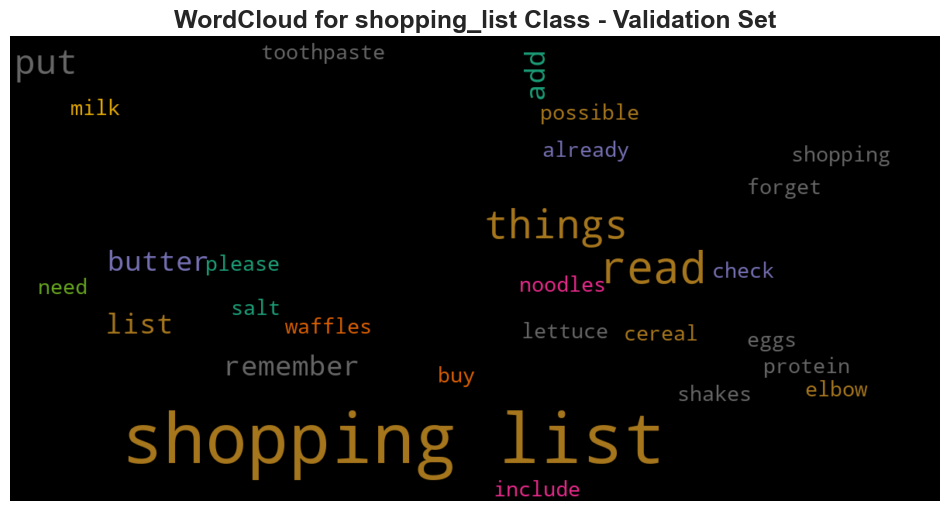 WordCloud for shopping_list Class - Validation Set
put
toothpaste
add
milk
possible
already
shopping
forget
things
butter
please
read
check
need
noodles
salt
list
waffles
lettuce
cereal
eggs
remember
protein
buy
shakes
elbow
shopping list
include